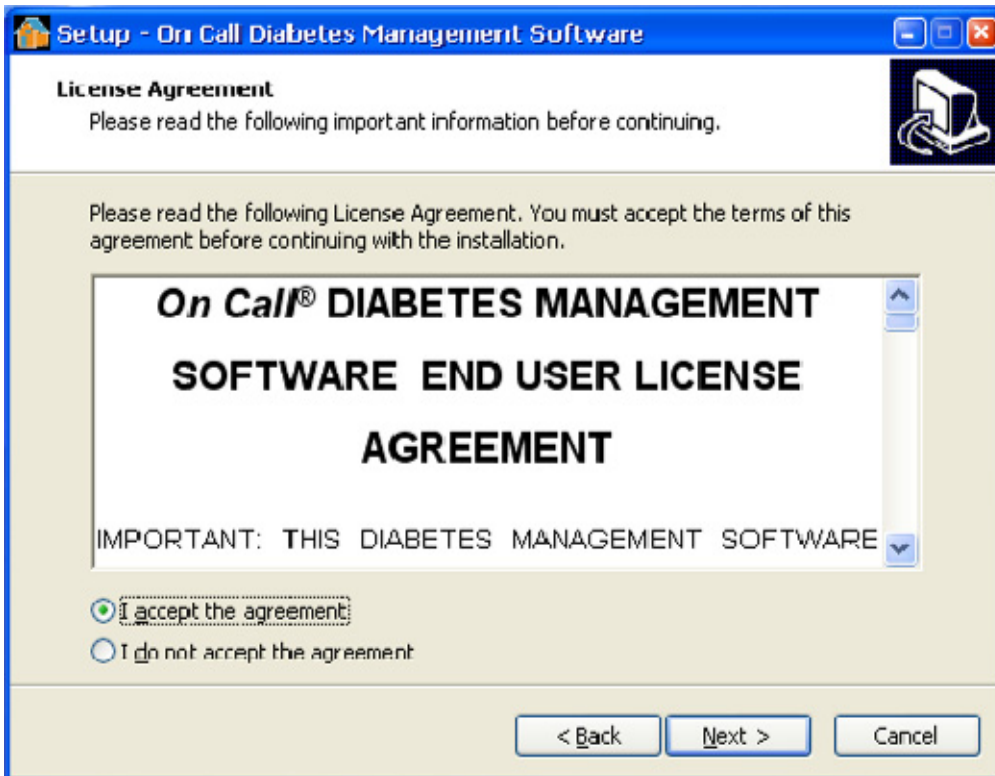 Setup - On Call Diabetes Management Software
License Agreement
Please read the following important information before continuing.
Please read the following License Agreement. You must accept the terms of this
agreement before continuing with the installation.
On Call® DIABETES MANAGEMENT
SOFTWARE END USER LICENSE
AGREEMENT
IMPORTANT: THIS DIABETES MANAGEMENT SOFTWARE
I accept the agreement
I do not accept the agreement
< Back Next > Cancel